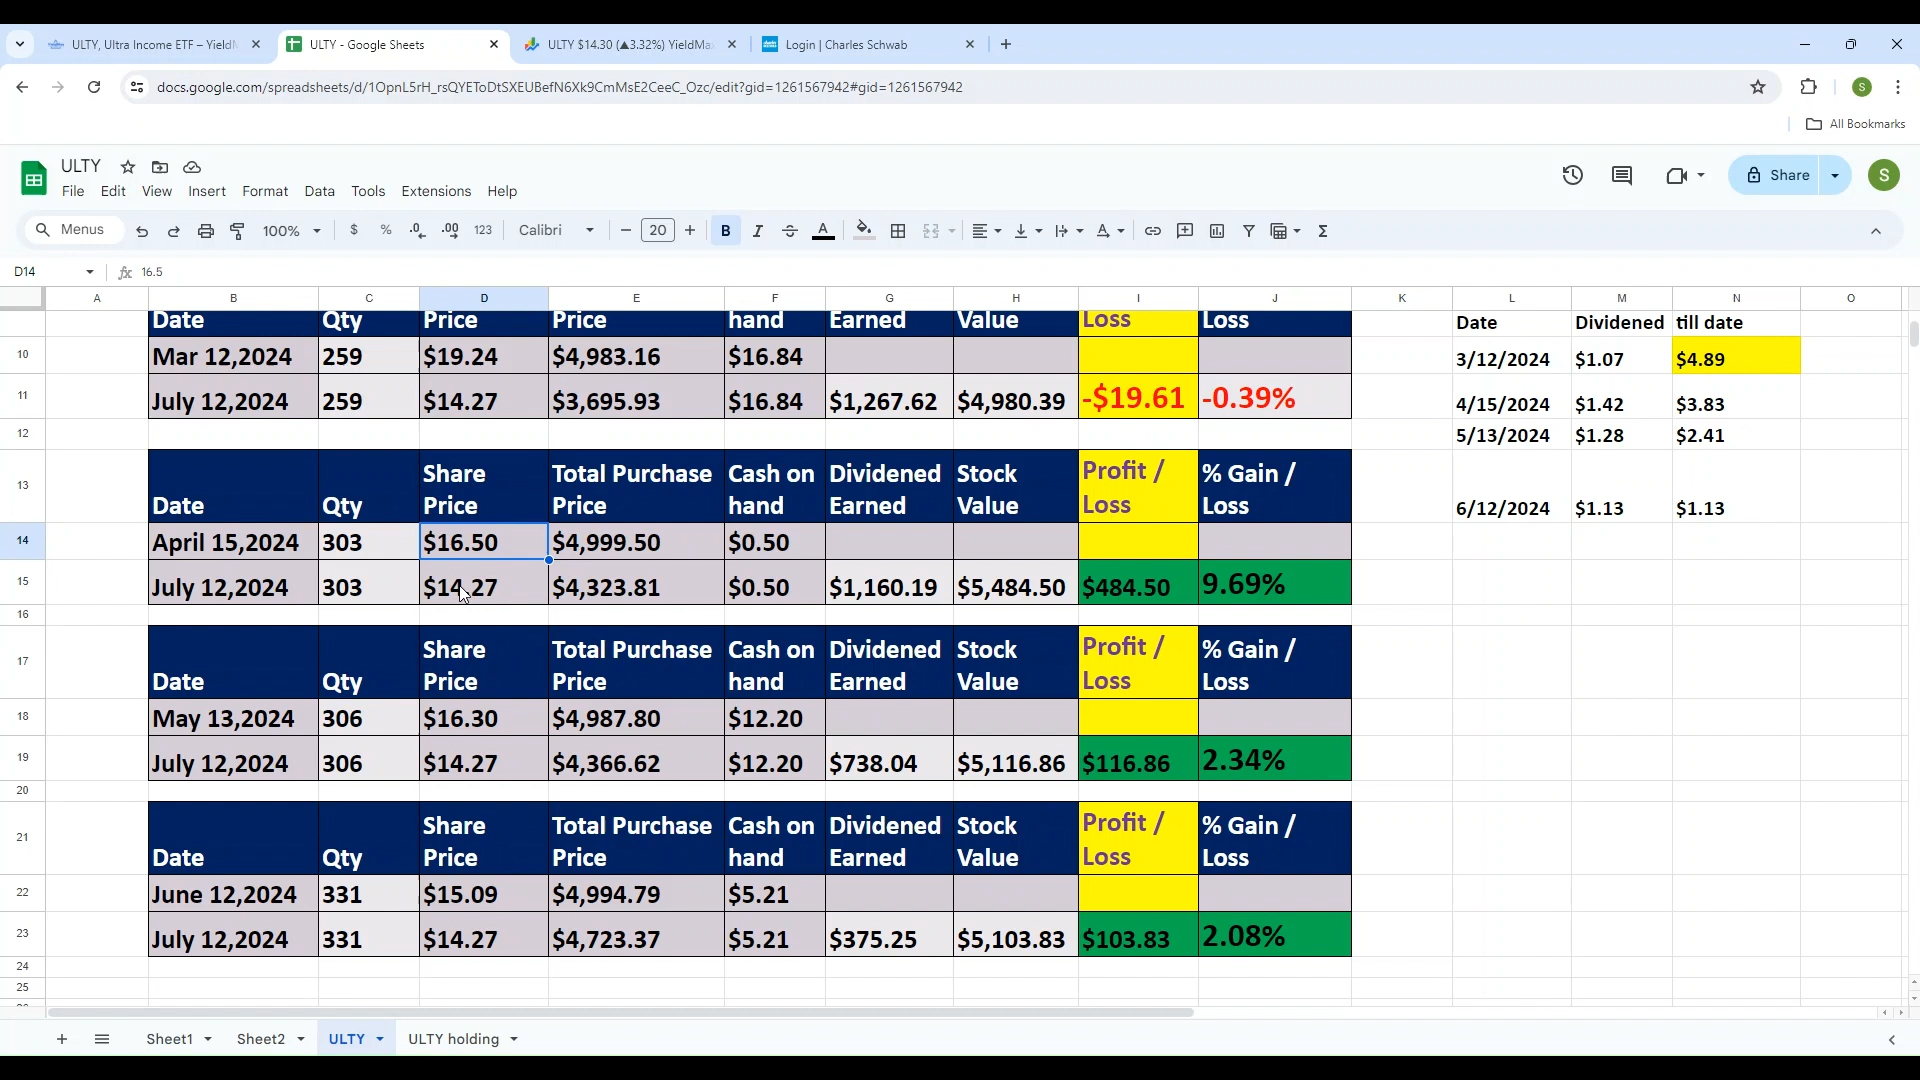 ULTY, Ultra Income ETF – Yield
ULTY - Google Sheets
ULTY $14.30 (▲3.32%) YieldMa
Login | Charles Schwab
docs.google.com/spreadsheets/d/1OpnL5rH_rsQYEToDtSXEUBefN6Xk9CmMsE2CeeC_Ozc/edit?gid=1261567942#gid=1261567942
S
All Bookmarks
ULTY
File Edit View Insert Format Data Tools Extensions Help
Share
S
Menus
100%
$ % .0 .00 123
Calibri
20
B I A
D14
fx 16.5
A B C D E F G H I J K L M N O
Date Qty Price Price hand Earned Value Loss Loss Date Dividened till date
10 Mar 12,2024 259 $19.24 $4,983.16 $16.84 3/12/2024 $1.07 $4.89
11 July 12,2024 259 $14.27 $3,695.93 $16.84 $1,267.62 $4,980.39 -$19.61 -0.39% 4/15/2024 $1.42 $3.83
12 5/13/2024 $1.28 $2.41
Share Total Purchase Cash on Dividened Stock Profit / % Gain /
13 Date Qty Price Price hand Earned Value Loss Loss 6/12/2024 $1.13 $1.13
14 April 15,2024 303 $16.50 $4,999.50 $0.50
15 July 12,2024 303 $14.27 $4,323.81 $0.50 $1,160.19 $5,484.50 $484.50 9.69%
16
Share Total Purchase Cash on Dividened Stock Profit / % Gain /
17 Date Qty Price Price hand Earned Value Loss Loss
18 May 13,2024 306 $16.30 $4,987.80 $12.20
19 July 12,2024 306 $14.27 $4,366.62 $12.20 $738.04 $5,116.86 $116.86 2.34%
20
Share Total Purchase Cash on Dividened Stock Profit / % Gain /
21 Date Qty Price Price hand Earned Value Loss Loss
22 June 12,2024 331 $15.09 $4,994.79 $5.21
23 July 12,2024 331 $14.27 $4,723.37 $5.21 $375.25 $5,103.83 $103.83 2.08%
24
25
Sheet1 Sheet2 ULTY ULTY holding